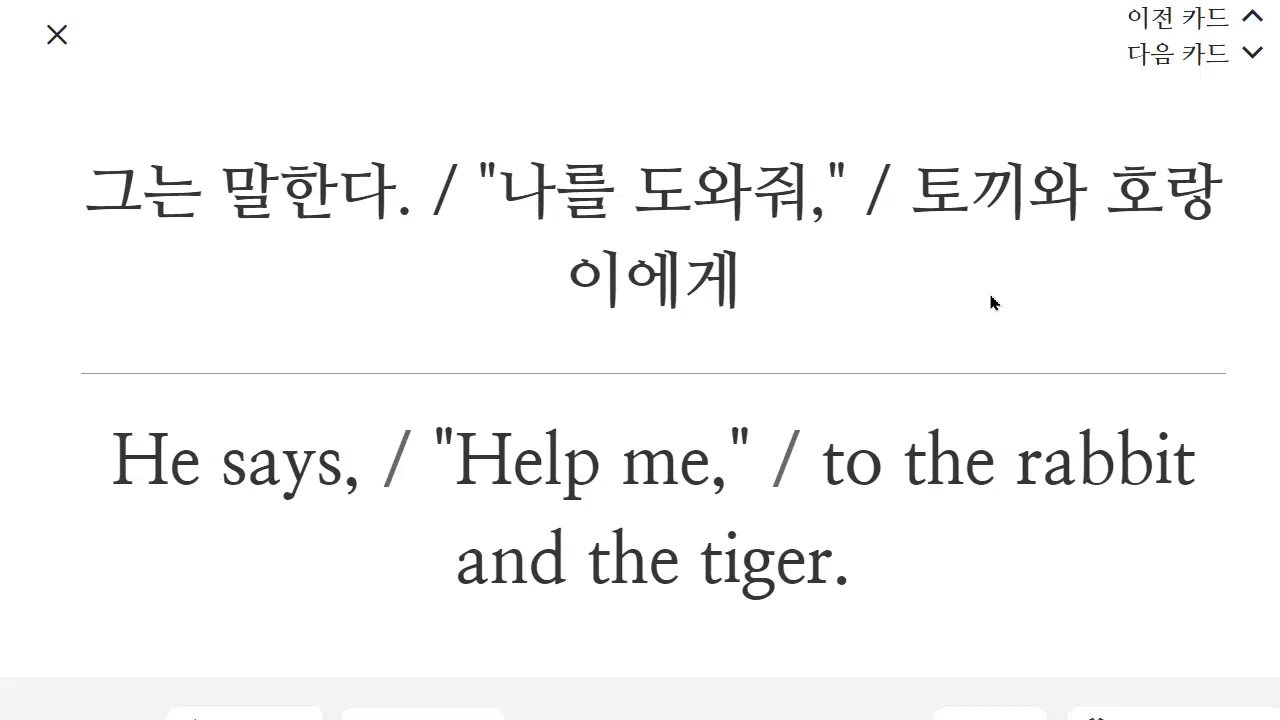 이전 카드
다음 카드
그는 말한다. / "나를 도와줘," / 토끼와 호랑
이에게
He says, / "Help me," / to the rabbit
and the tiger.